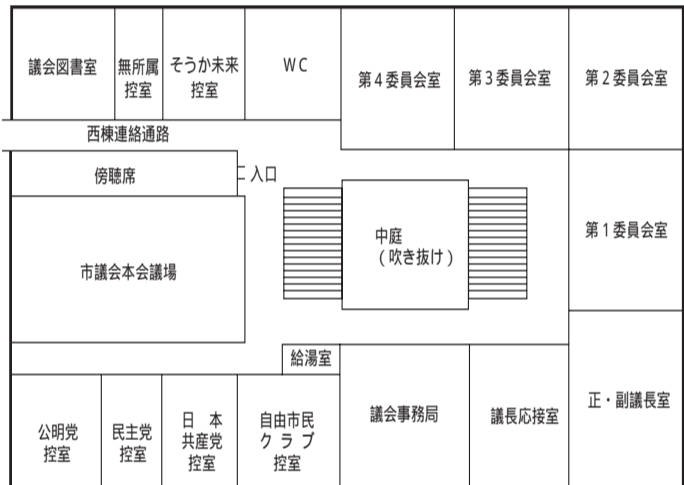 議会図書室
無所属
控室
そうか未来
控室
WC
第4委員会室
第3委員会室
第2委員会室
西棟連絡通路
傍聴席
入口
市議会本会議場
中庭
(吹き抜け)
第1委員会室
給湯室
公明党
控室
民主党
控室
日 本
共産党
控室
自由市民
ク ラ ブ
控室
議会事務局
議長応接室
正・副議長室